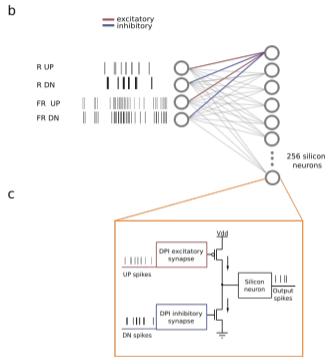 b
excitatory
inhibitory
R UP
R DN
FR UP
FR DN
256 silicon
neurons
c
Vdd
DPI excitatory
synapse
UP spikes
Silicon
neuron
Output
spikes
DPI inhibitory
synapse
DN spikes